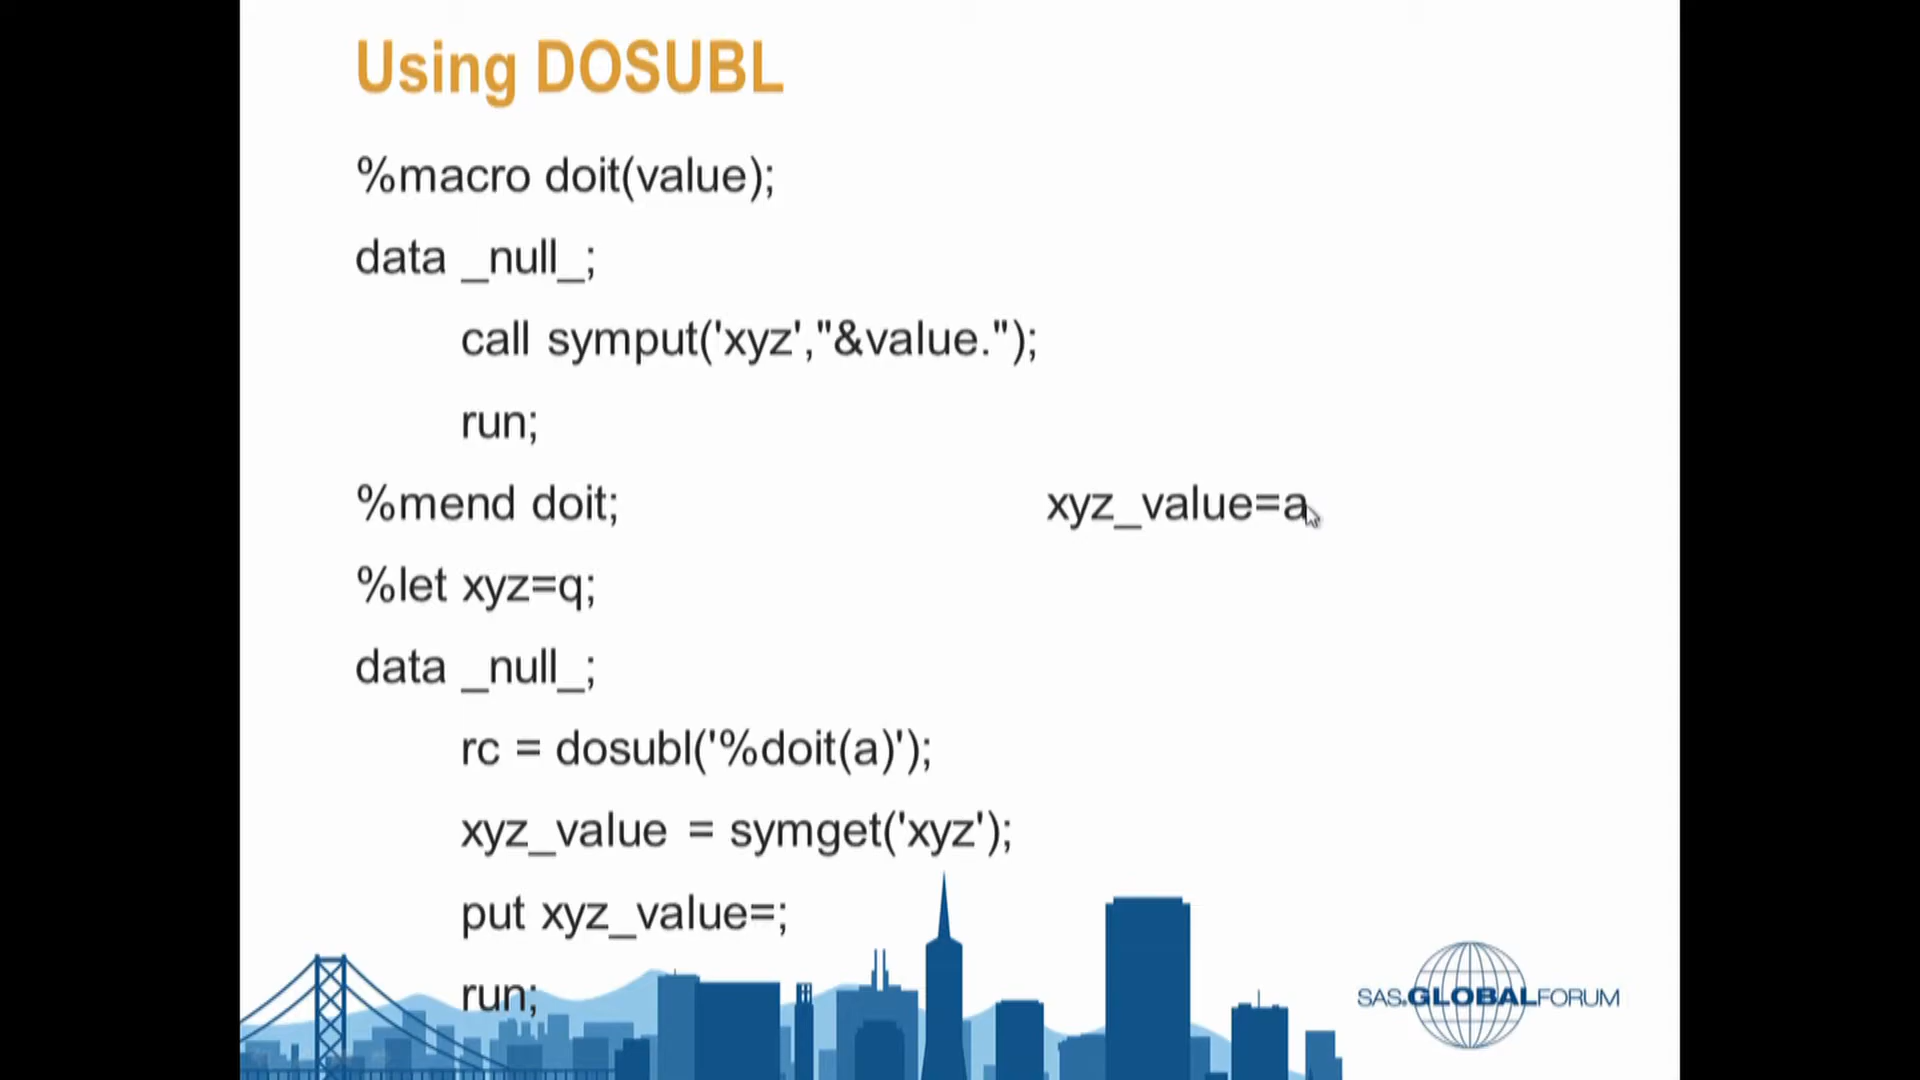 Using DOSUBL
%macro doit(value);
data _null_;
call symput('xyz',"&value.");
run;
%mend doit;
xyz_value=a
%let xyz=q;
data _null_;
rc = dosubl('%doit(a)');
xyz_value = symget('xyz');
put xyz_value=;
run;
SAS.GLOBALFORUM